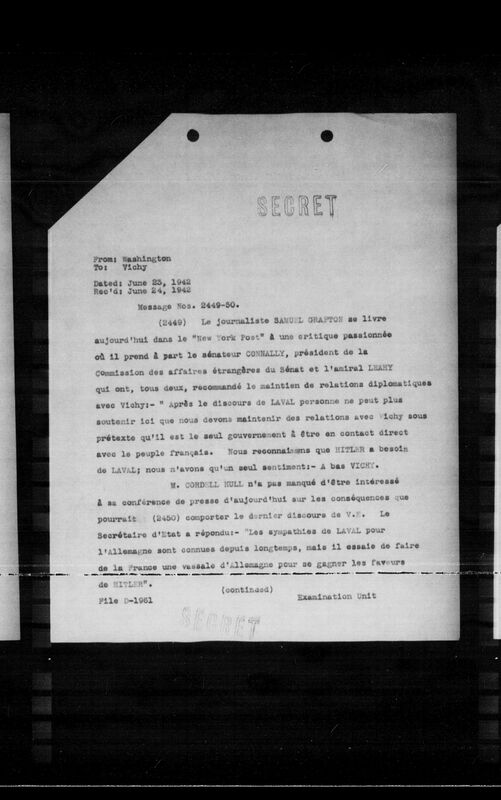 SECRET
From: Washington
To: Vichy
Dated: June 23, 1942
Rec'd: June 24, 1942
Message Nos. 2449-50.
(2449) Le journaliste SAMUEL GRAFTON se livre
aujourd'hui dans le "New York Post" à une critique passionnée
où il prend à part le sénateur CONNALLY, président de la
Commission des affaires étrangères du Sénat et l'amiral LEAHY
qui ont, tous deux, recommandé le maintien de relations diplomatiques
avec Vichy:- " Après le discours de LAVAL personne ne peut plus
soutenir ici que nous devons maintenir des relations avec Vichy sous
prétexte qu'il est le seul gouvernement à être en contact direct
avec le peuple français. Nous reconnaissons que HITLER a besoin
de LAVAL; nous n'avons qu'un seul sentiment:- A bas VICHY.
M. CORDELL HULL n'a pas manqué d'être intéressé
à sa conférence de presse d'aujourd'hui sur les conséquences que
pourrait (2450) comporter le dernier discours de V.E. Le
Secrétaire d'Etat a répondu:- "Les sympathies de LAVAL pour
l'Allemagne sont connues depuis longtemps, mais il essaie de faire
de la France une vassale d'Allemagne pour se gagner les faveurs
de HITLER".
(continued)
File D-1961 Examination Unit
SECRET